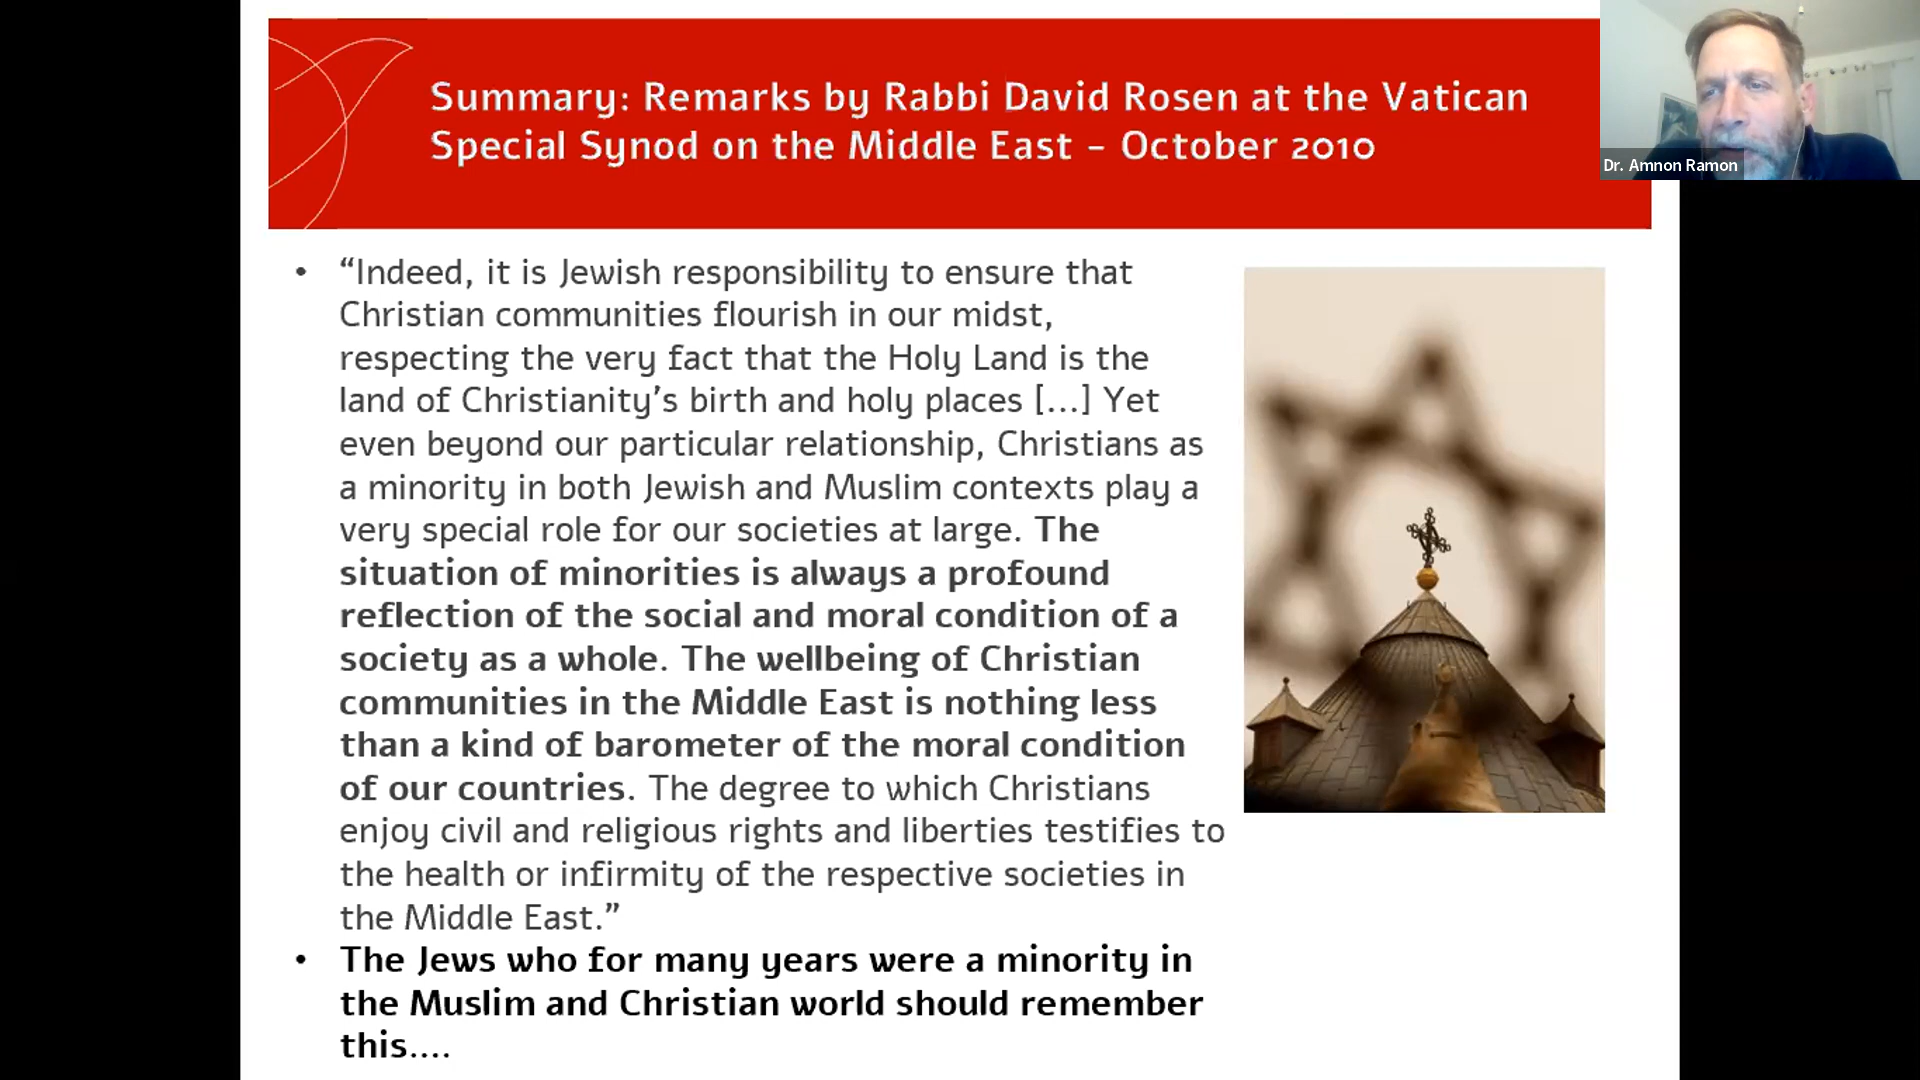 Summary: Remarks by Rabbi David Rosen at the Vatican
Special Synod on the Middle East - October 2010
Dr. Amnon Ramon
• “Indeed, it is Jewish responsibility to ensure that
Christian communities flourish in our midst,
respecting the very fact that the Holy Land is the
land of Christianity’s birth and holy places [...] Yet
even beyond our particular relationship, Christians as
a minority in both Jewish and Muslim contexts play a
very special role for our societies at large. The
situation of minorities is always a profound
reflection of the social and moral condition of a
society as a whole. The wellbeing of Christian
communities in the Middle East is nothing less
than a kind of barometer of the moral condition
of our countries. The degree to which Christians
enjoy civil and religious rights and liberties testifies to
the health or infirmity of the respective societies in
the Middle East.”
• The Jews who for many years were a minority in
the Muslim and Christian world should remember
this....